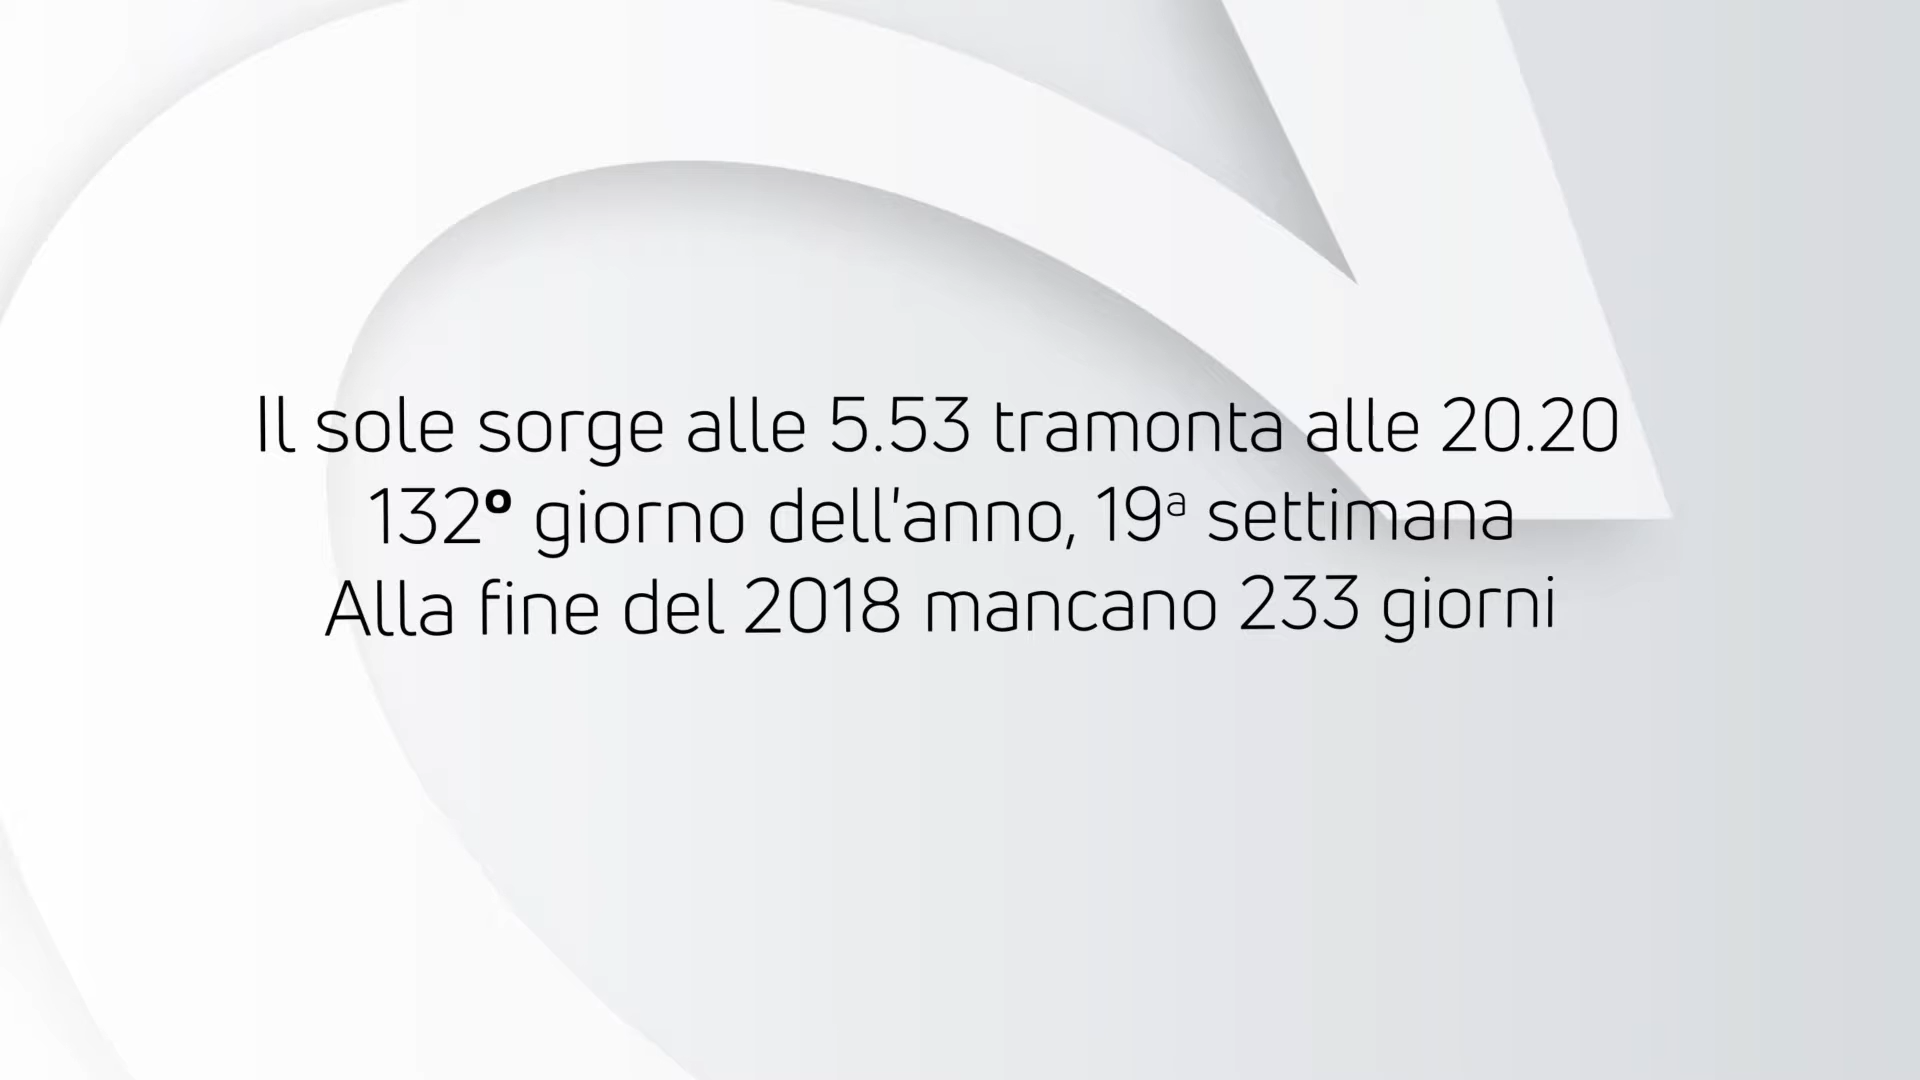 Il sole sorge alle 5.53 tramonta alle 20.20
132º giorno dell'anno, 19ª settimana
Alla fine del 2018 mancano 233 giorni